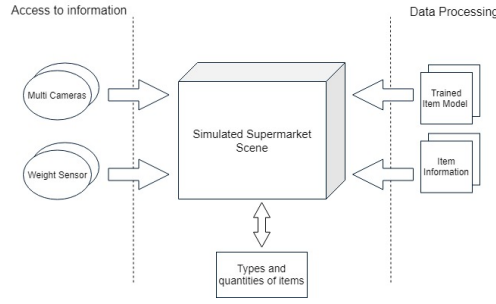 Access to information
Data Processing
Multi Cameras
Trained
Item Model
Simulated Supermarket
Scene
Weight Sensor
Item
Information
Types and
quantities of items